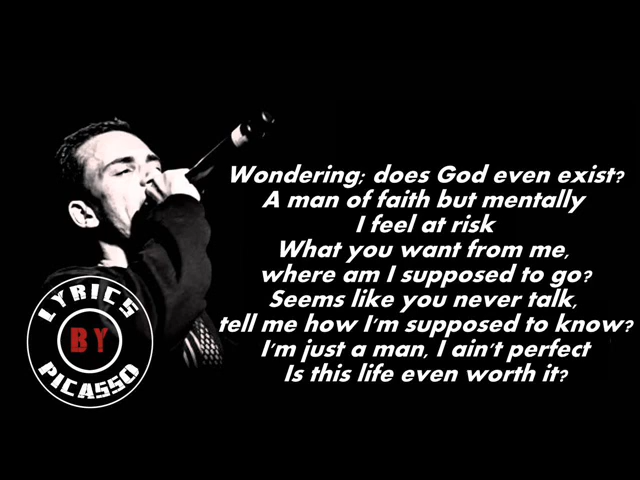 Wondering; does God even exist?
A man of faith but mentally
I feel at risk
What you want from me,
where am I supposed to go?
Seems like you never talk,
tell me how I'm supposed to know?
I'm just a man, I ain't perfect
Is this life even worth it?
LYRICS
BY
PICASSO